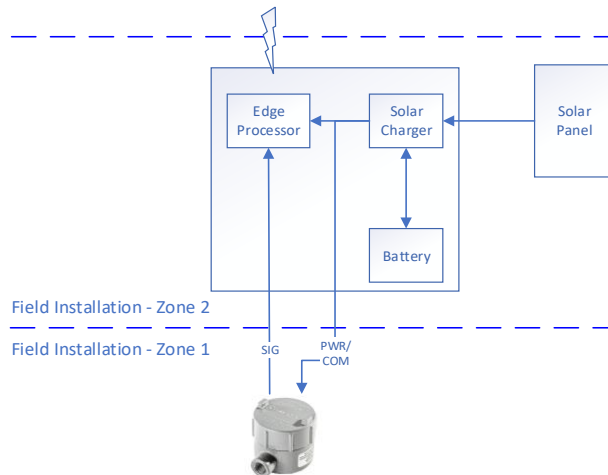 Edge
Processor
Solar
Charger
Solar
Panel
Battery
Field Installation - Zone 2
Field Installation - Zone 1
SIG
PWR/
COM